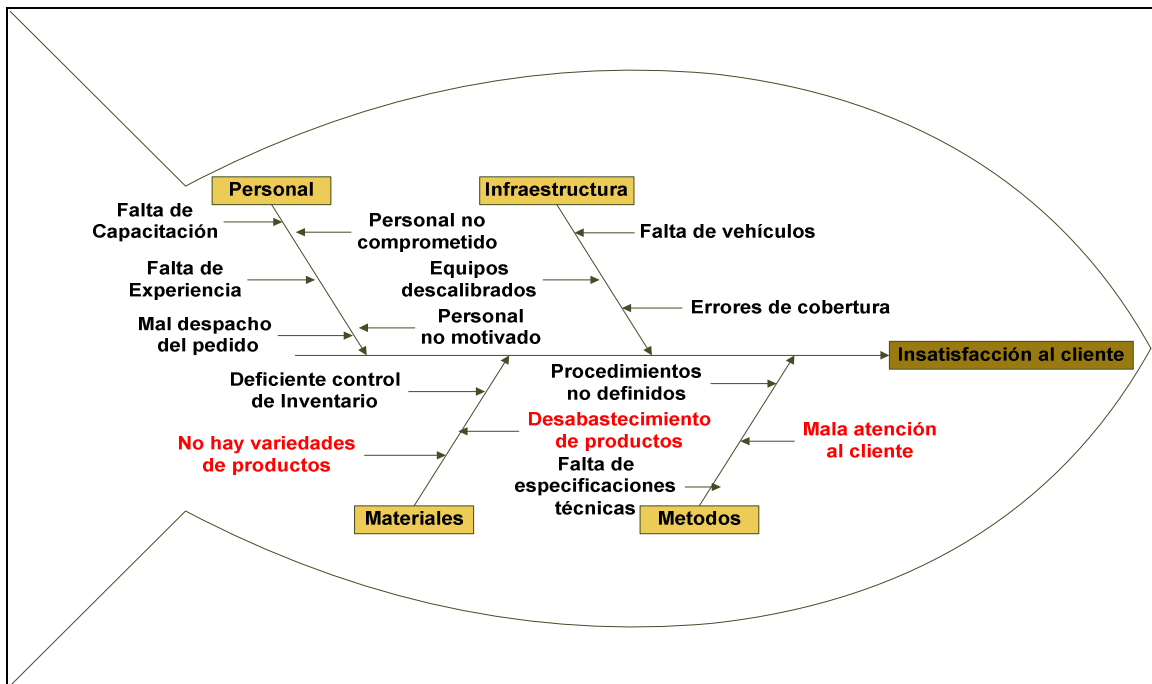 Personal
Infraestructura
Falta de
Capacitación
Personal no
comprometido
Falta de vehículos
Falta de
Experiencia
Equipos
descalibrados
Errores de cobertura
Mal despacho
del pedido
Personal
no motivado
Insatisfacción al cliente
Deficiente control
de Inventario
Procedimientos
no definidos
No hay variedades
de productos
Desabastecimiento
de productos
Mala atención
al cliente
Falta de
especificaciones
técnicas
Materiales
Metodos